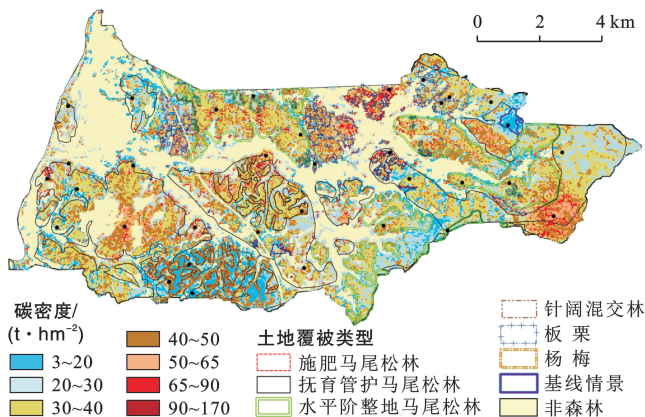 0 2 4 km
碳密度/
(t·hm⁻²)
3~20
20~30
30~40
40~50
50~65
65~90
90~170
土地覆被类型
施肥马尾松林
抚育管护马尾松林
水平阶整地马尾松林
针阔混交林
板栗
杨梅
基线情景
非森林